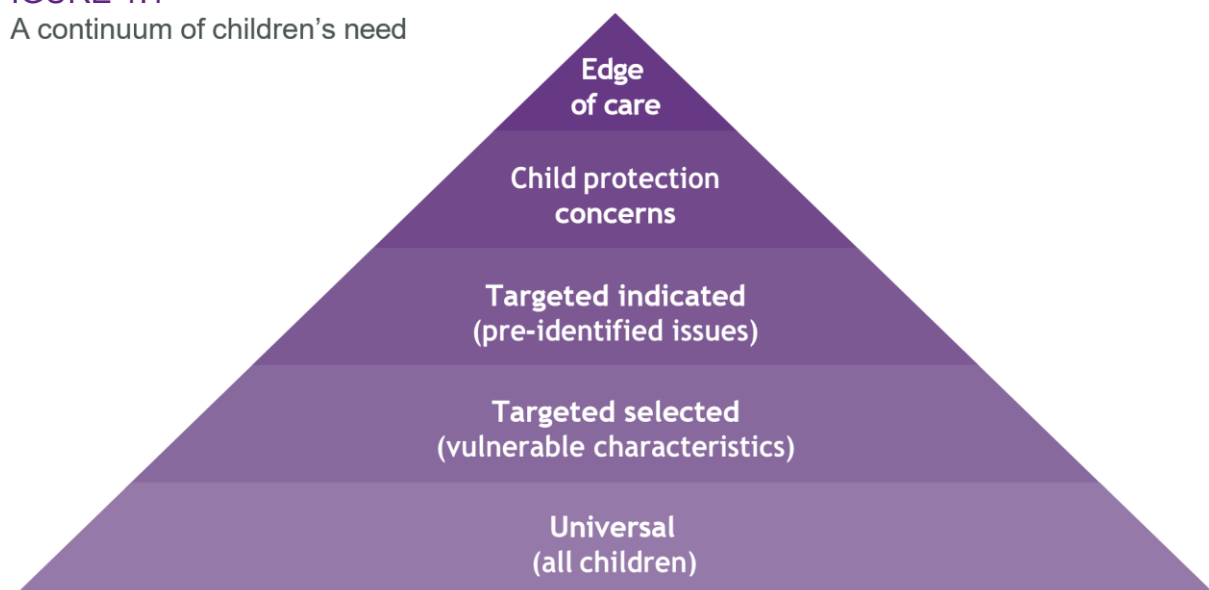 A continuum of children’s need
Edge
of care
Child protection
concerns
Targeted indicated
(pre-identified issues)
Targeted selected
(vulnerable characteristics)
Universal
(all children)